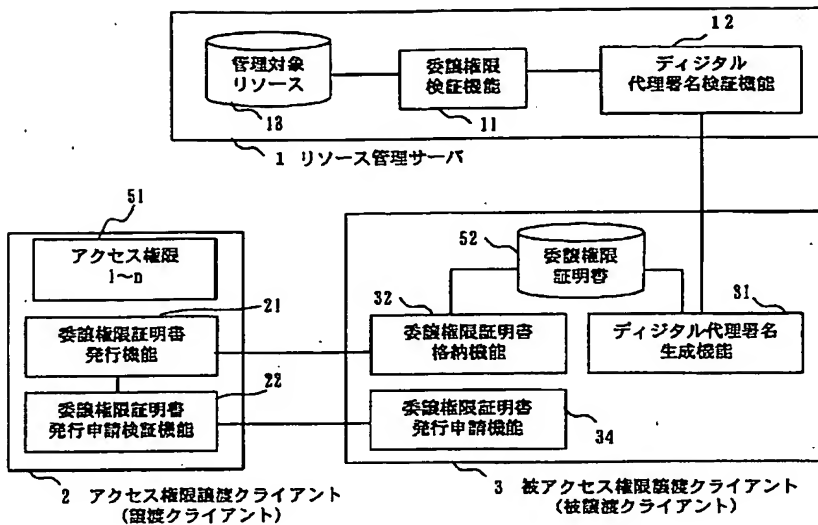 12
管理対象
リソース
委譲権限
検証機能
ディジタル
代理署名検証機能
13
11
1 リソース管理サーバ
51
アクセス権限
1～n
52
委譲権限
証明書
21
委譲権限証明書
発行機能
32
委譲権限証明書
格納機能
31
ディジタル代理署名
生成機能
22
委譲権限証明書
発行申請検証機能
委譲権限証明書
発行申請機能
34
2 アクセス権限譲渡クライアント
(譲渡クライアント)
3 被アクセス権限譲渡クライアント
(被譲渡クライアント)